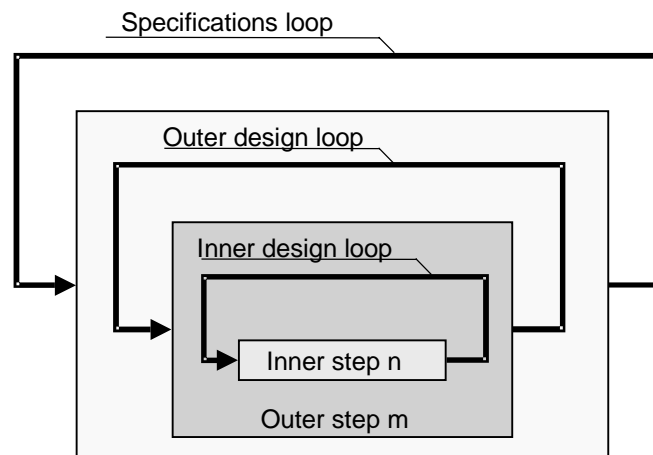 Specifications loop
Outer design loop
Inner design loop
Inner step n
Outer step m